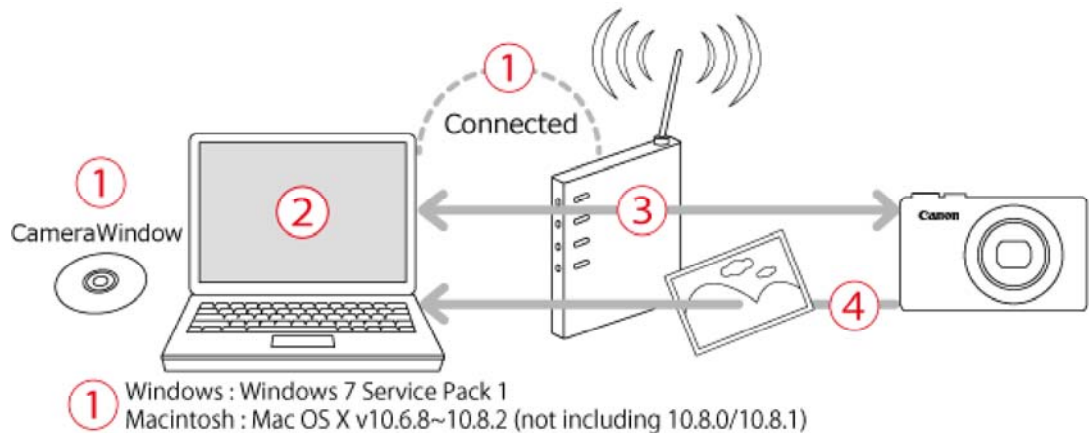 ①
Connected
①
CameraWindow
②
③
Canon
④
① Windows : Windows 7 Service Pack 1
Macintosh : Mac OS X v10.6.8~10.8.2 (not including 10.8.0/10.8.1)